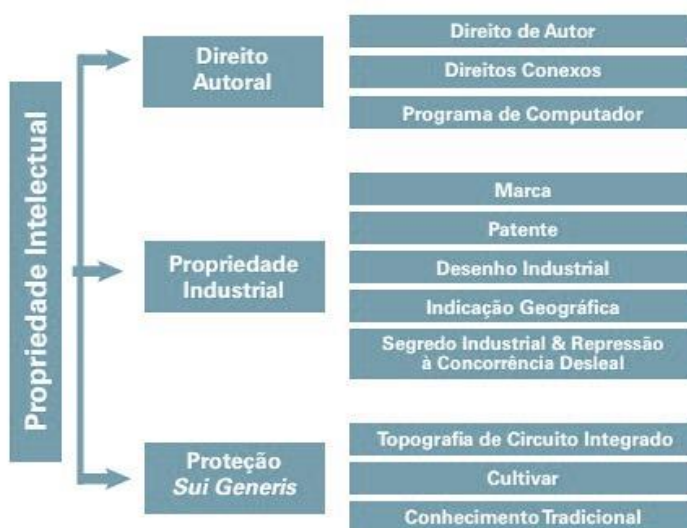 Propriedade Intelectual
Direito
Autoral
Direito de Autor
Direitos Conexos
Programa de Computador
Propriedade
Industrial
Marca
Patente
Desenho Industrial
Indicação Geográfica
Segredo Industrial & Repressão
à Concorrência Desleal
Proteção
Sui Generis
Topografia de Circuito Integrado
Cultivar
Conhecimento Tradicional